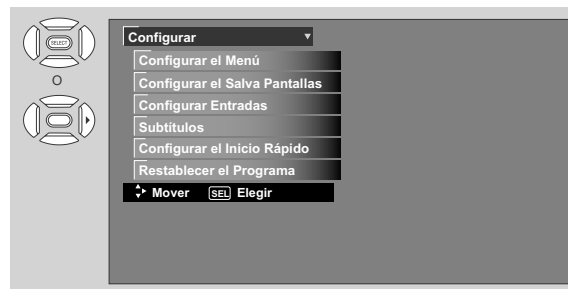 SELECT
O
Configurar
Configurar el Menú
Configurar el Salva Pantallas
Configurar Entradas
Subtítulos
Configurar el Inicio Rápido
Restablecer el Programa
Mover SEL Elegir